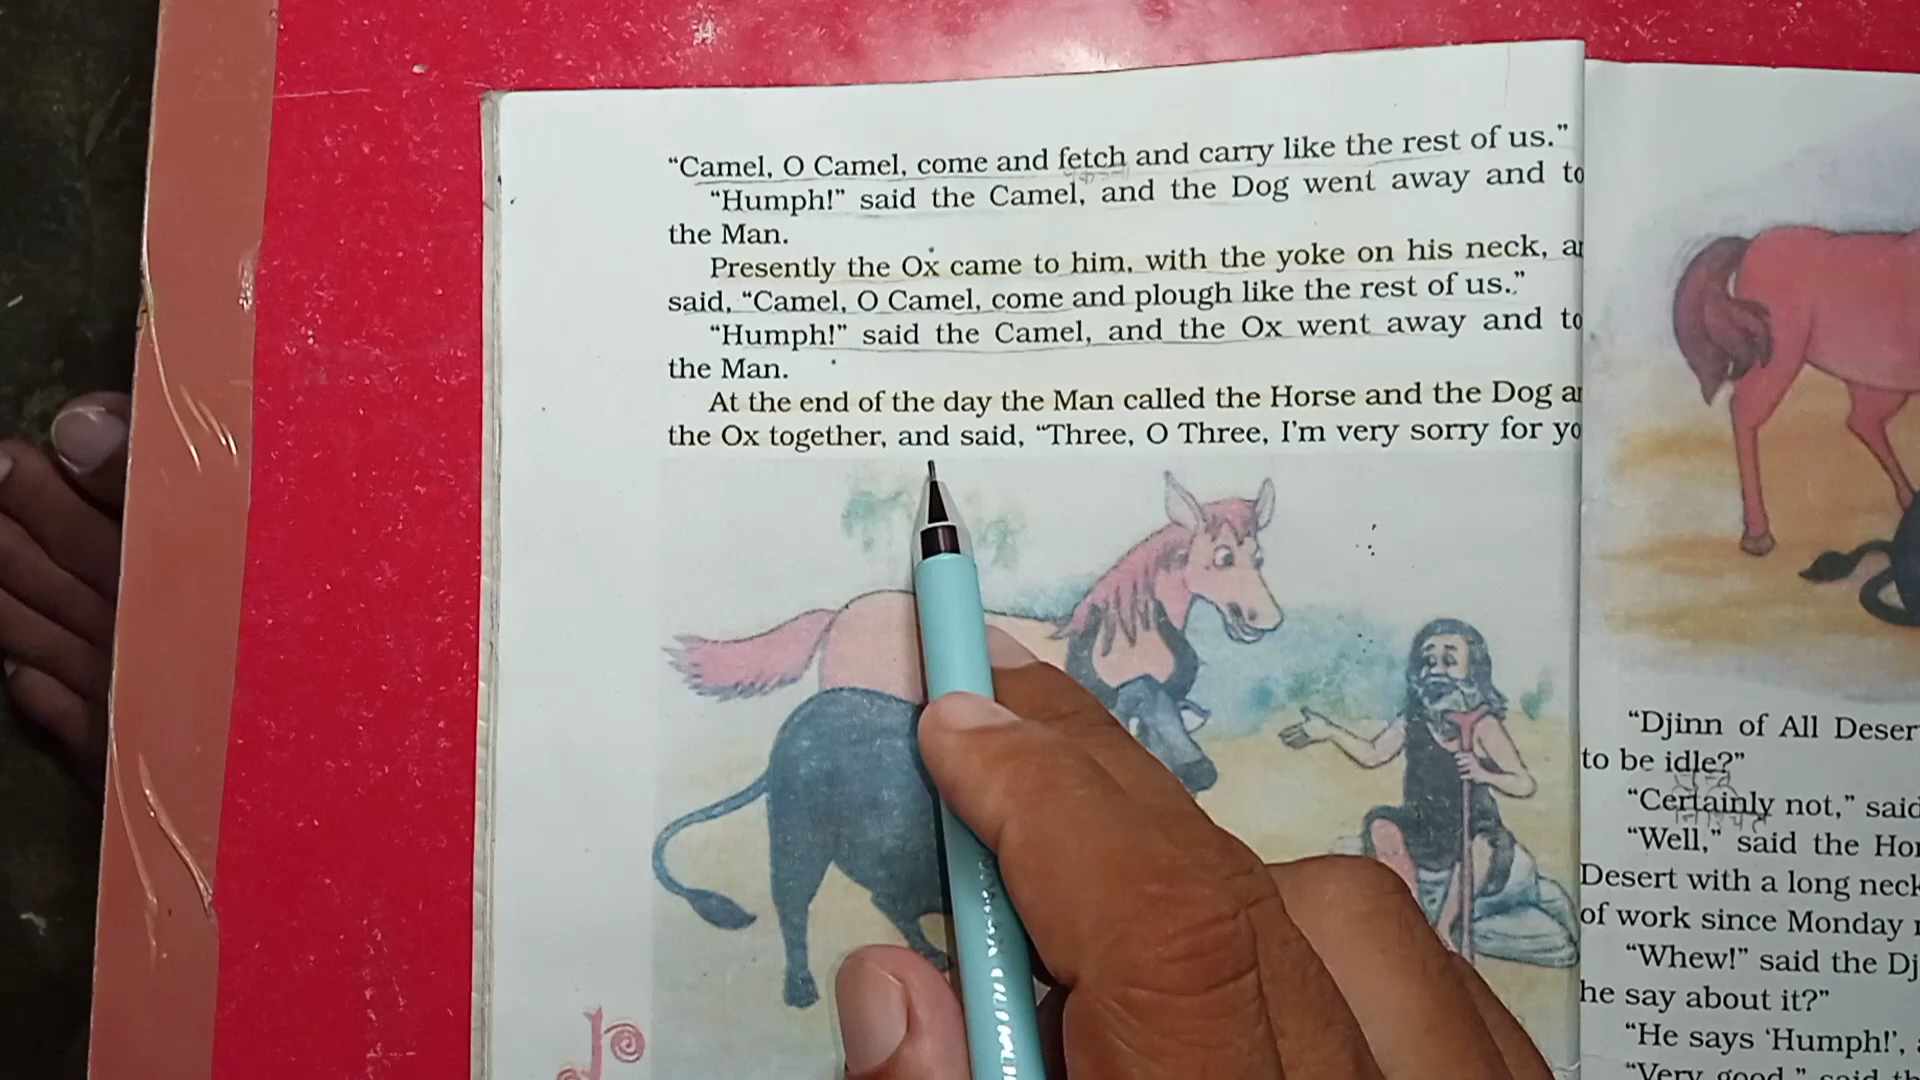 “Camel, O Camel, come and fetch and carry like the rest of us.”
“Humph!” said the Camel, and the Dog went away and to
the Man.
Presently the Ox came to him, with the yoke on his neck, a
said, “Camel, O Camel, come and plough like the rest of us.”
“Humph!” said the Camel, and the Ox went away and to
the Man.
At the end of the day the Man called the Horse and the Dog a
the Ox together, and said, “Three, O Three, I'm very sorry for yo
“Djinn of All Deser
to be idle?”
“Certainly not,” said
“Well,” said the Hor
Desert with a long neck
of work since Monday
“Whew!” said the Dj
he say about it?”
“He says ‘Humph!’,
“Very good,” said th